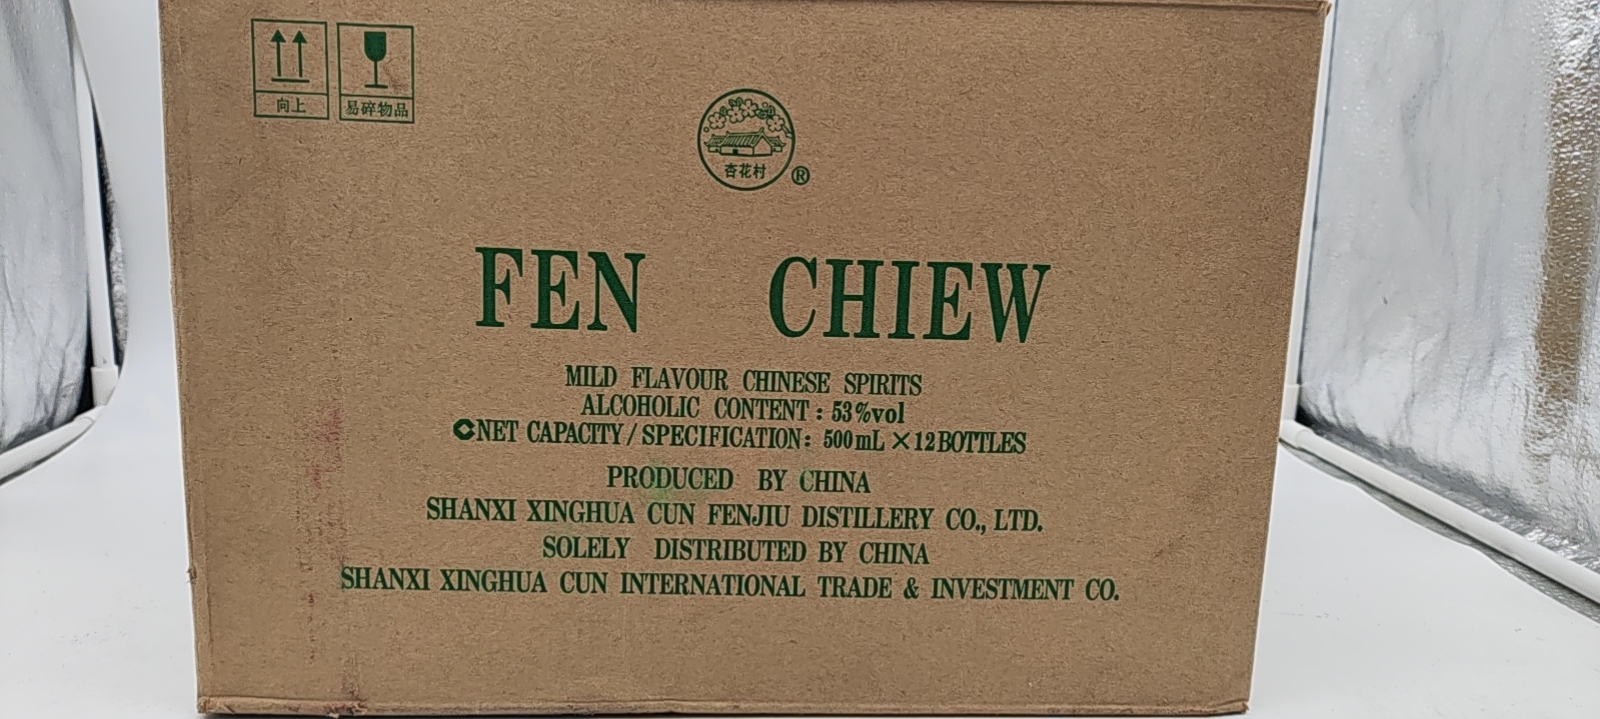 向上
易碎物品
杏花村
®
FEN CHIEW
MILD FLAVOUR CHINESE SPIRITS
ALCOHOLIC CONTENT: 53%vol
NET CAPACITY/SPECIFICATION: 500mL ×12BOTTLES
PRODUCED BY CHINA
SHANXI XINGHUA CUN FENJIU DISTILLERY CO., LTD.
SOLELY DISTRIBUTED BY CHINA
SHANXI XINGHUA CUN INTERNATIONAL TRADE & INVESTMENT CO.